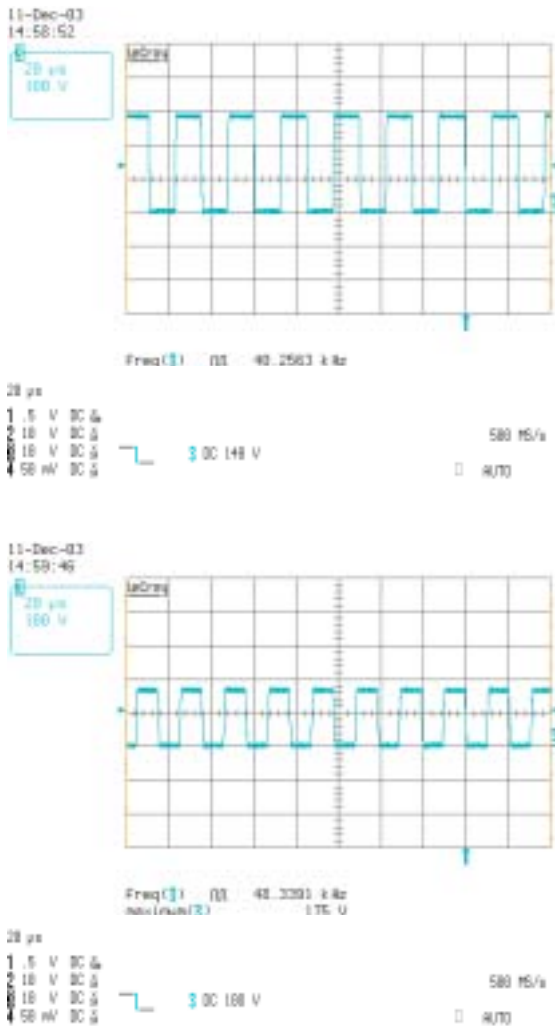 11-Dec-03
14:58:52
LeCroy
20 µs
100 V
Freq(3) 40.2563 kHz
20 µs
1 .5 V DC
2 10 V DC
3 10 V DC
4 50 mV DC
3 DC V
500 MS/s
AUTO
11-Dec-03
14:59:46
LeCroy
20 µs
100 V
Freq(3) 48.3391 kHz
maximum(3) 175 V
20 µs
1 .5 V DC
2 10 V DC
3 10 V DC
4 50 mV DC
3 DC V
500 MS/s
AUTO